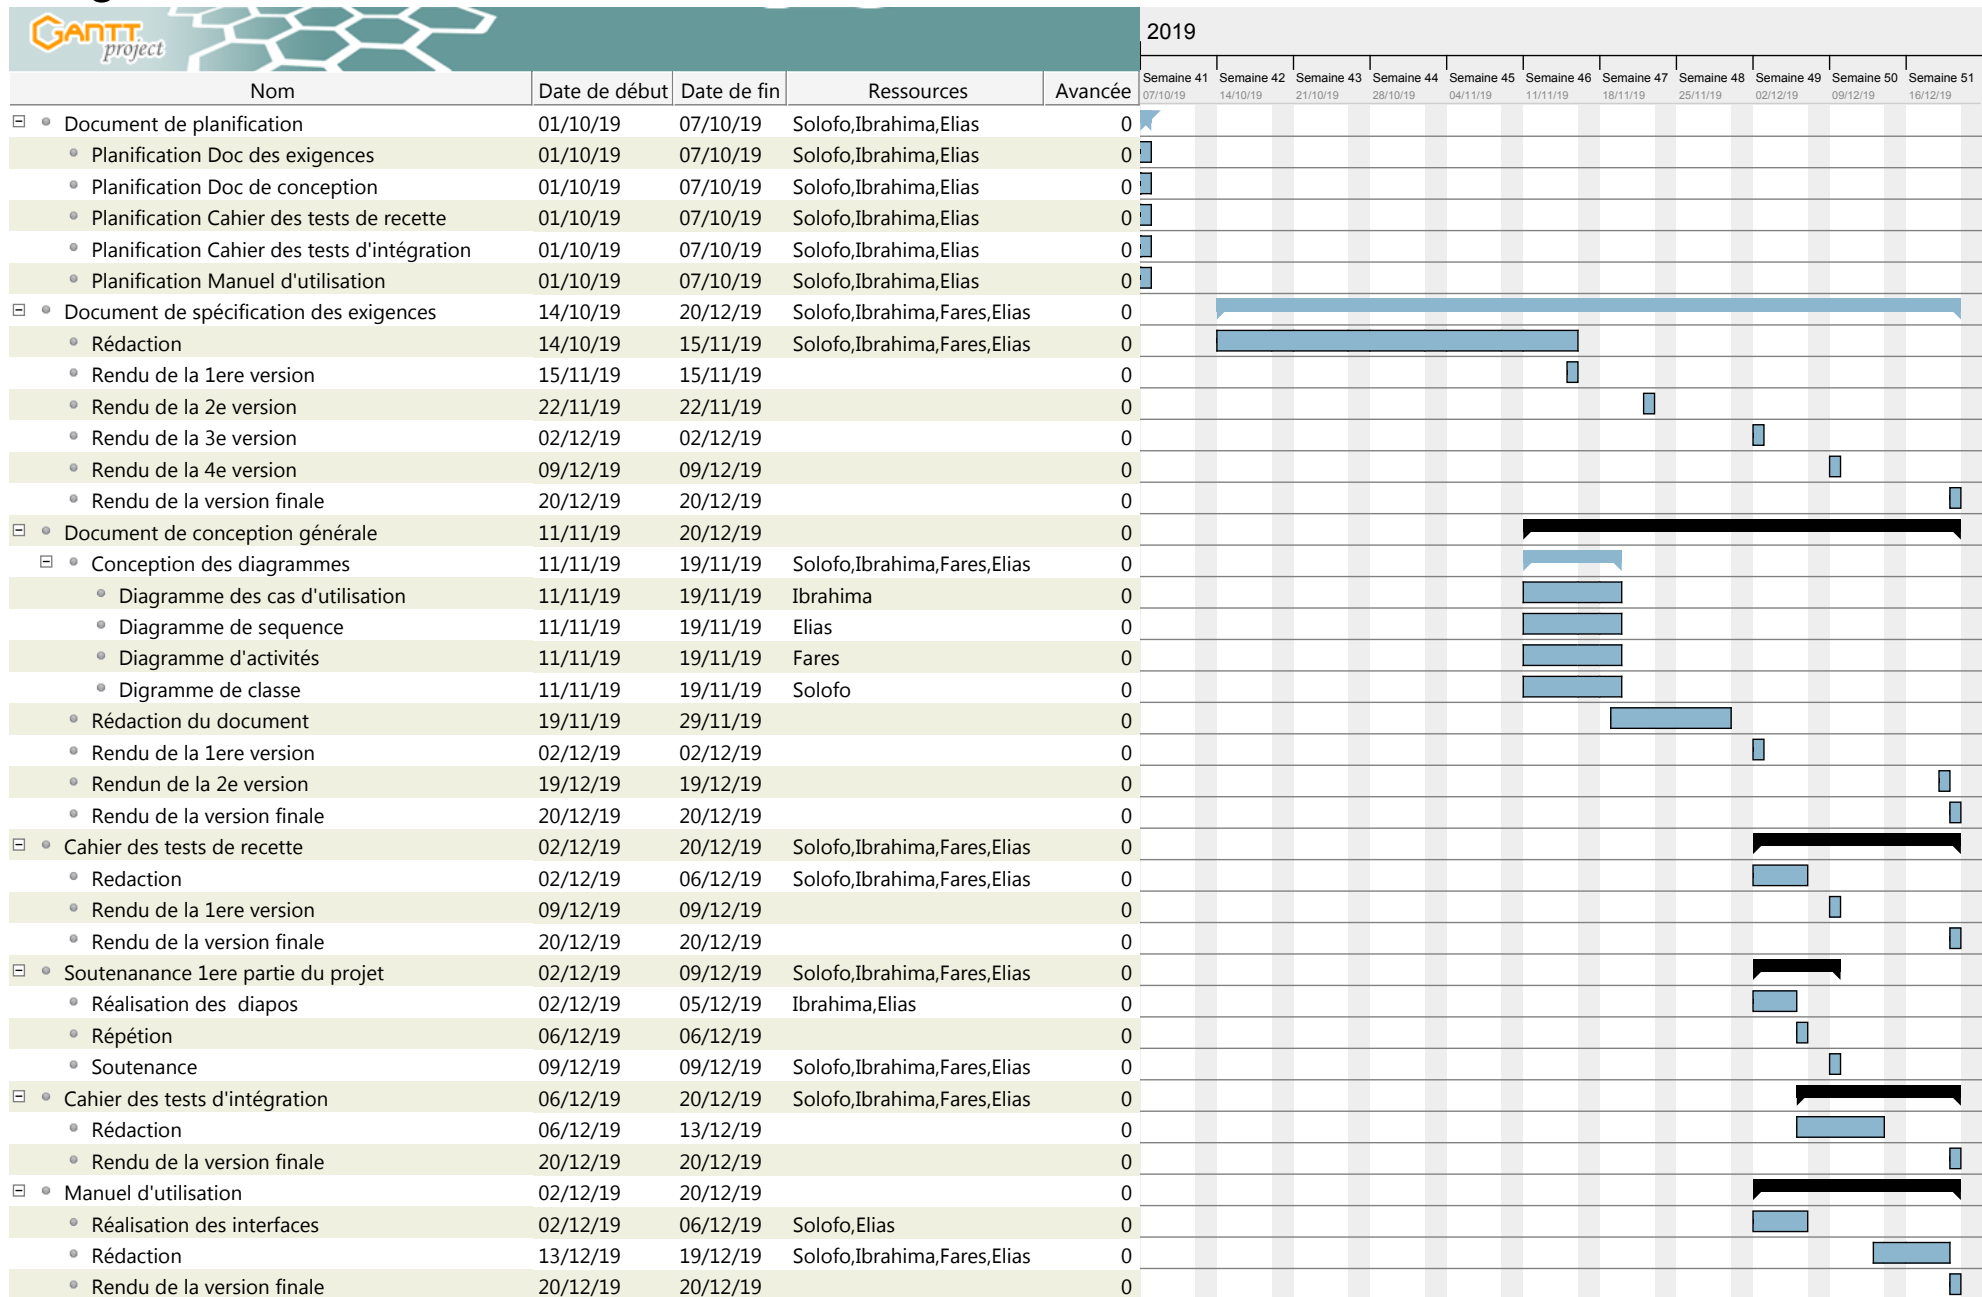 GANTT project
2019
Semaine 41 Semaine 42 Semaine 43 Semaine 44 Semaine 45 Semaine 46 Semaine 47 Semaine 48 Semaine 49 Semaine 50 Semaine 51
Nom Date de début Date de fin Ressources Avancée 07/10/19 14/10/19 21/10/19 28/10/19 04/11/19 11/11/19 18/11/19 25/11/19 02/12/19 09/12/19 16/12/19
Document de planification 01/10/19 07/10/19 Solofo,Ibrahima,Elias 0
Planification Doc des exigences 01/10/19 07/10/19 Solofo,Ibrahima,Elias 0
Planification Doc de conception 01/10/19 07/10/19 Solofo,Ibrahima,Elias 0
Planification Cahier des tests de recette 01/10/19 07/10/19 Solofo,Ibrahima,Elias 0
Planification Cahier des tests d'intégration 01/10/19 07/10/19 Solofo,Ibrahima,Elias 0
Planification Manuel d'utilisation 01/10/19 07/10/19 Solofo,Ibrahima,Elias 0
Document de spécification des exigences 14/10/19 20/12/19 Solofo,Ibrahima,Fares,Elias 0
Rédaction 14/10/19 15/11/19 Solofo,Ibrahima,Fares,Elias 0
Rendu de la 1ere version 15/11/19 15/11/19 0
Rendu de la 2e version 22/11/19 22/11/19 0
Rendu de la 3e version 02/12/19 02/12/19 0
Rendu de la 4e version 09/12/19 09/12/19 0
Rendu de la version finale 20/12/19 20/12/19 0
Document de conception générale 11/11/19 20/12/19 0
Conception des diagrammes 11/11/19 19/11/19 Solofo,Ibrahima,Fares,Elias 0
Diagramme des cas d'utilisation 11/11/19 19/11/19 Ibrahima 0
Diagramme de sequence 11/11/19 19/11/19 Elias 0
Diagramme d'activités 11/11/19 19/11/19 Fares 0
Digramme de classe 11/11/19 19/11/19 Solofo 0
Rédaction du document 19/11/19 29/11/19 0
Rendu de la 1ere version 02/12/19 02/12/19 0
Rendun de la 2e version 19/12/19 19/12/19 0
Rendu de la version finale 20/12/19 20/12/19 0
Cahier des tests de recette 02/12/19 20/12/19 Solofo,Ibrahima,Fares,Elias 0
Redaction 02/12/19 06/12/19 Solofo,Ibrahima,Fares,Elias 0
Rendu de la 1ere version 09/12/19 09/12/19 0
Rendu de la version finale 20/12/19 20/12/19 0
Soutenanance 1ere partie du projet 02/12/19 09/12/19 Solofo,Ibrahima,Fares,Elias 0
Réalisation des diapos 02/12/19 05/12/19 Ibrahima,Elias 0
Répétion 06/12/19 06/12/19 0
Soutenance 09/12/19 09/12/19 Solofo,Ibrahima,Fares,Elias 0
Cahier des tests d'intégration 06/12/19 20/12/19 Solofo,Ibrahima,Fares,Elias 0
Rédaction 06/12/19 13/12/19 0
Rendu de la version finale 20/12/19 20/12/19 0
Manuel d'utilisation 02/12/19 20/12/19 0
Réalisation des interfaces 02/12/19 06/12/19 Solofo,Elias 0
Rédaction 13/12/19 19/12/19 Solofo,Ibrahima,Fares,Elias 0
Rendu de la version finale 20/12/19 20/12/19 0